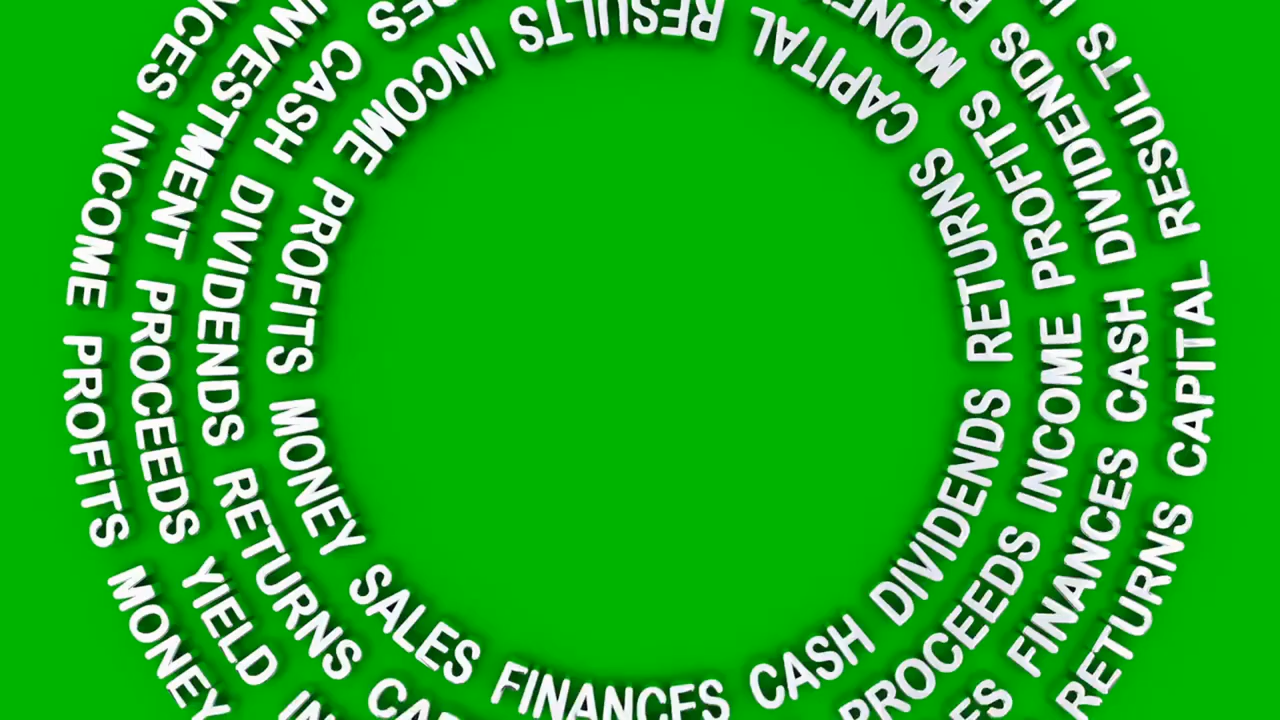 INCOME PROFITS MONEY SALES FINANCES CASH DIVIDENDS RETURNS CAPITAL RESULTS
CASH DIVIDENDS RETURNS
PROCEEDS INCOME PROFITS
INVESTMENT PROCEEDS YIELD
FINANCES CASH DIVIDENDS
INCOME PROFITS MONEY
RETURNS CAPITAL RESULTS